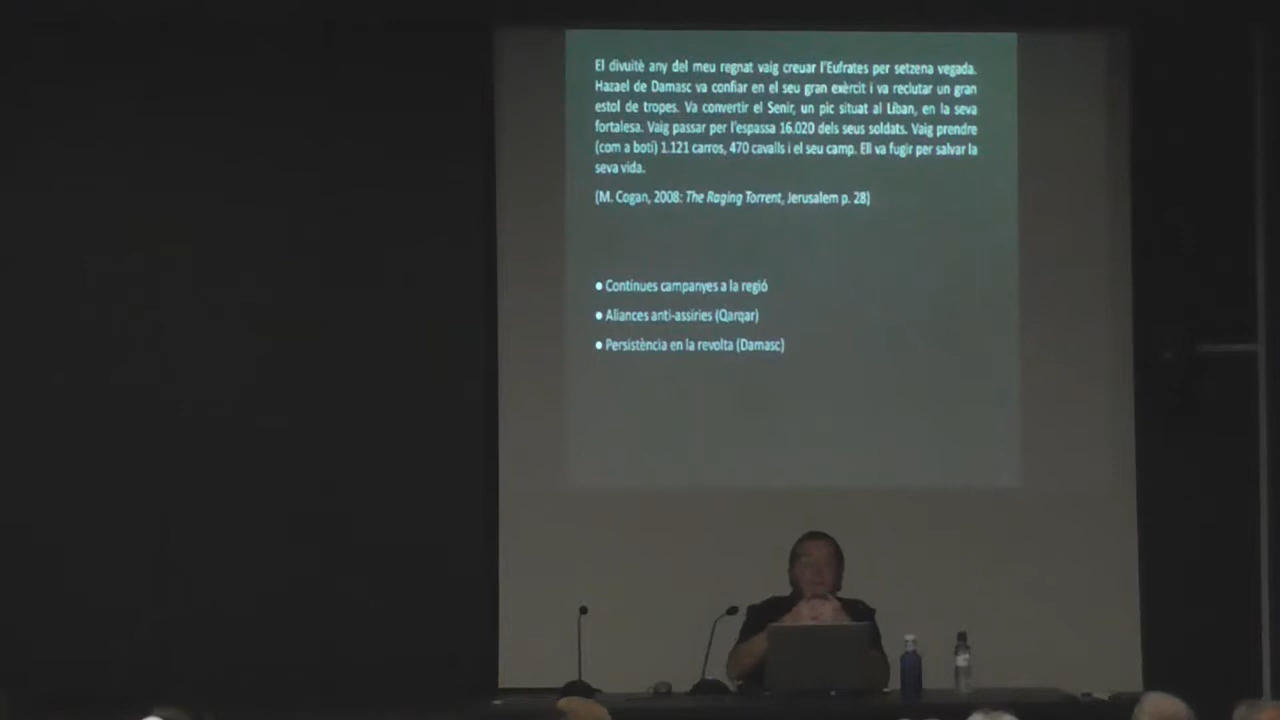 El divuitè any del meu regnat vaig creuar l'Eufrates per setzena vegada.
Hazael de Damasc va confiar en el seu gran exèrcit i va reclutar un gran
estol de tropes. Va convertir el Senir, un pic situat al Líban, en la seva
fortalesa. Vaig passar per l'espassa 16.020 dels seus soldats. Vaig prendre
(com a botí) 1.121 carros, 470 cavalls i el seu camp. Ell va fugir per salvar la
seva vida.
(M. Cogan, 2008: The Raging Torrent, Jerusalem p. 28)
• Contínues campanyes a la regió
• Aliances anti-assíries (Qarqar)
• Persistència en la revolta (Damasc)